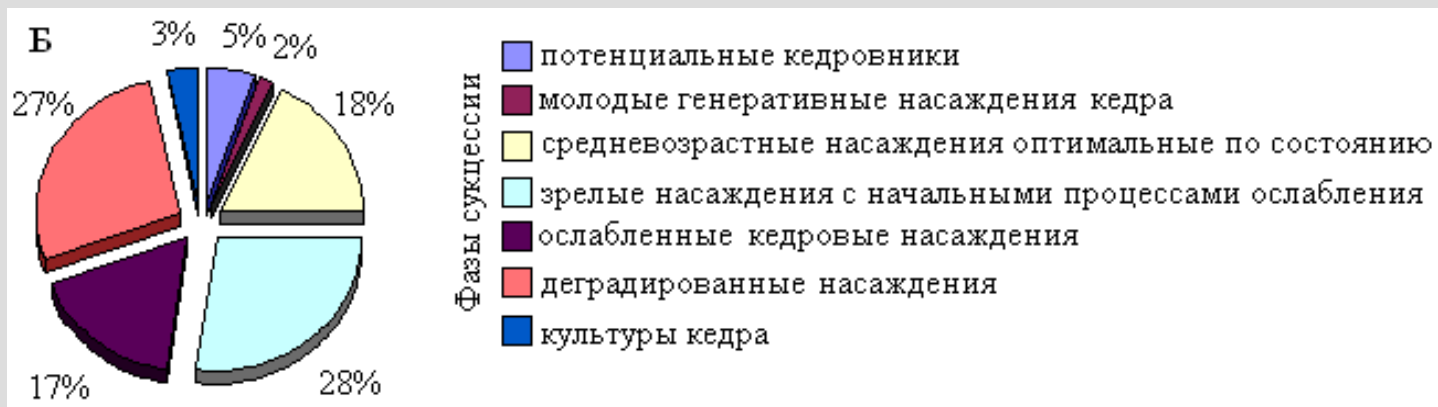 Б
3%
5%
2%
27%
18%
17%
28%
Фазы сукцессии
потенциальные кедровники
молодые генеративные насаждения кедра
средневозрастные насаждения оптимальные по состоянию
зрелые насаждения с начальными процессами ослабления
ослабленные кедровые насаждения
деградированные насаждения
культуры кедра